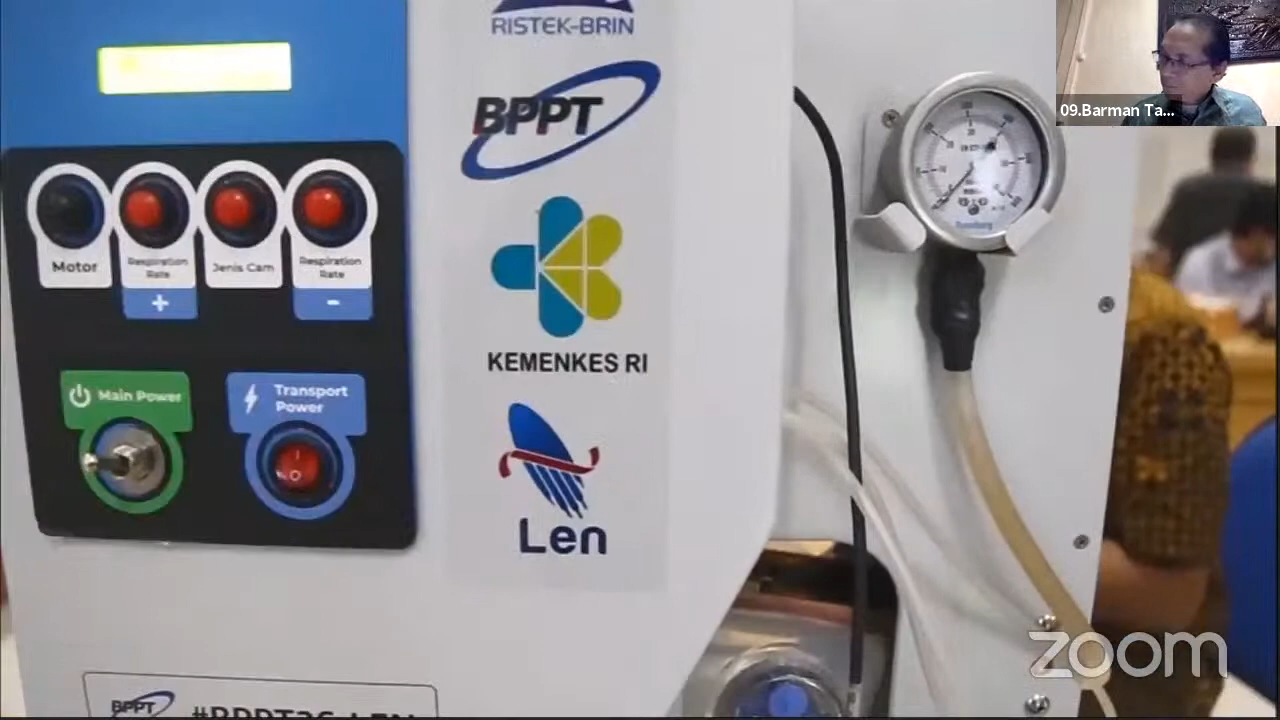 RISTEK-BRIN
09.Barman Ta...
BPPT
Motor
Respiration
Rate
+
Jenis Cam
Respiration
Rate
-
KEMENKES RI
Main Power
Transport
Power
Len
zoom
BPPT